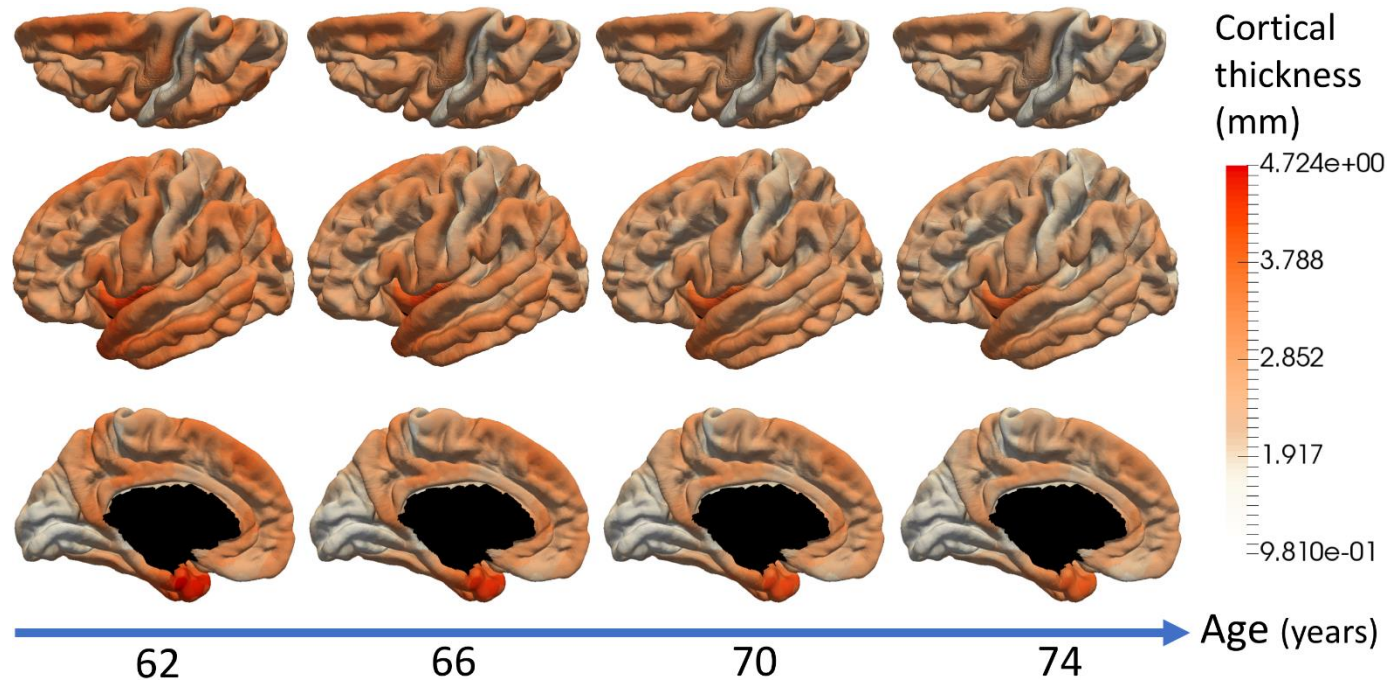 Cortical
thickness
(mm)
4.724e+00
3.788
2.852
1.917
9.810e-01
Age (years)
62
66
70
74